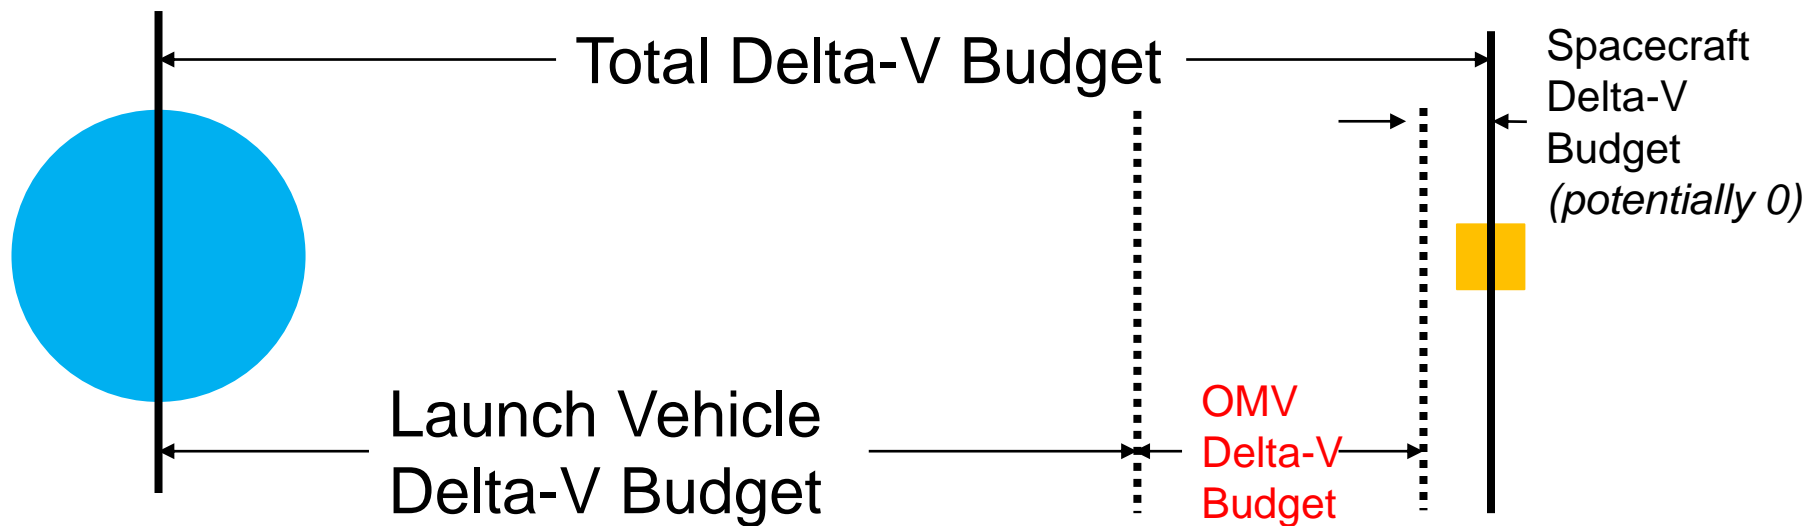 Total Delta-V Budget
Spacecraft
Delta-V
Budget
(potentially 0)
Launch Vehicle
Delta-V Budget
OMV
Delta-V
Budget